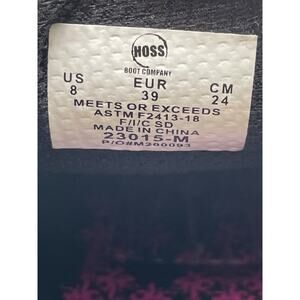 HOSS
BOOT COMPANY
US EUR CM
8 39 24
MEETS OR EXCEEDS
ASTM F2413-18
F/I/C SD
MADE IN CHINA
23015-M
P/O#M200093